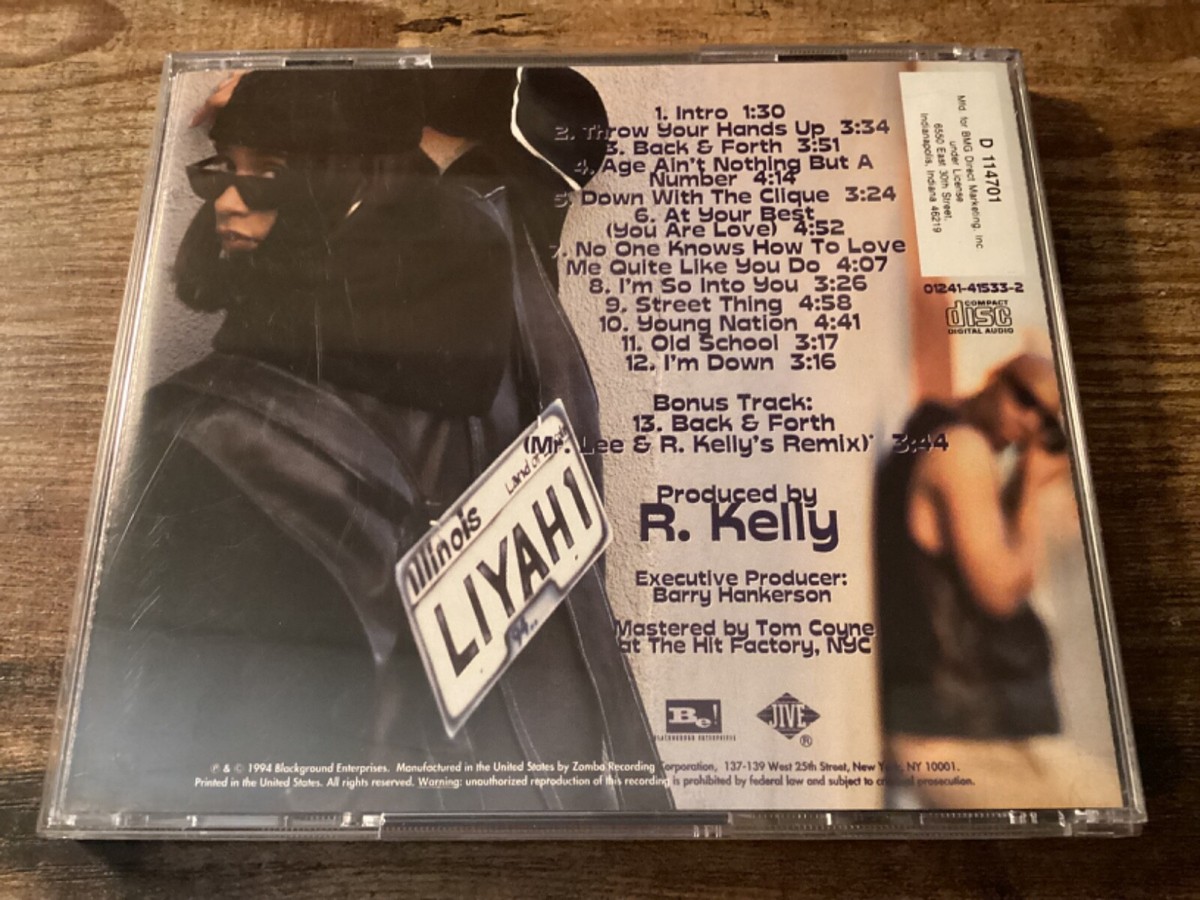 1. Intro 1:30
2. Throw Your Hands Up 3:34
3. Back & Forth 3:51
4. Age Ain't Nothing But A
Number 4:14
5. Down With The Clique 3:24
6. At Your Best
(You Are Love) 4:52
7. No One Knows How To Love
Me Quite Like You Do 4:07
8. I'm So Into You 3:26
9. Street Thing 4:58
10. Young Nation 4:41
11. Old School 3:17
12. I'm Down 3:16
Bonus Track:
13. Back & Forth
(Mr. Lee & R. Kelly's Remix)* 3:44
Produced by
R. Kelly
Executive Producer:
Barry Hankerson
Mastered by Tom Coyne
at The Hit Factory, NYC
Be!
BLACKGROUND ENTERPRISES
JIVE
®
℗ & © 1994 Blackground Enterprises. Manufactured in the United States by Zomba Recording Corporation, 137-139 West 25th Street, New York, NY 10001.
Printed in the United States. All rights reserved. Warning: unauthorized reproduction of this recording is prohibited by federal law and subject to criminal prosecution.
D 114701
Mfd. for BMG Direct Marketing, Inc.
under License
6550 East 30th Street,
Indianapolis, Indiana 46219
01241-41533-2
COMPACT
disc
DIGITAL AUDIO
Illinois
Land of
LIYAH 1
94